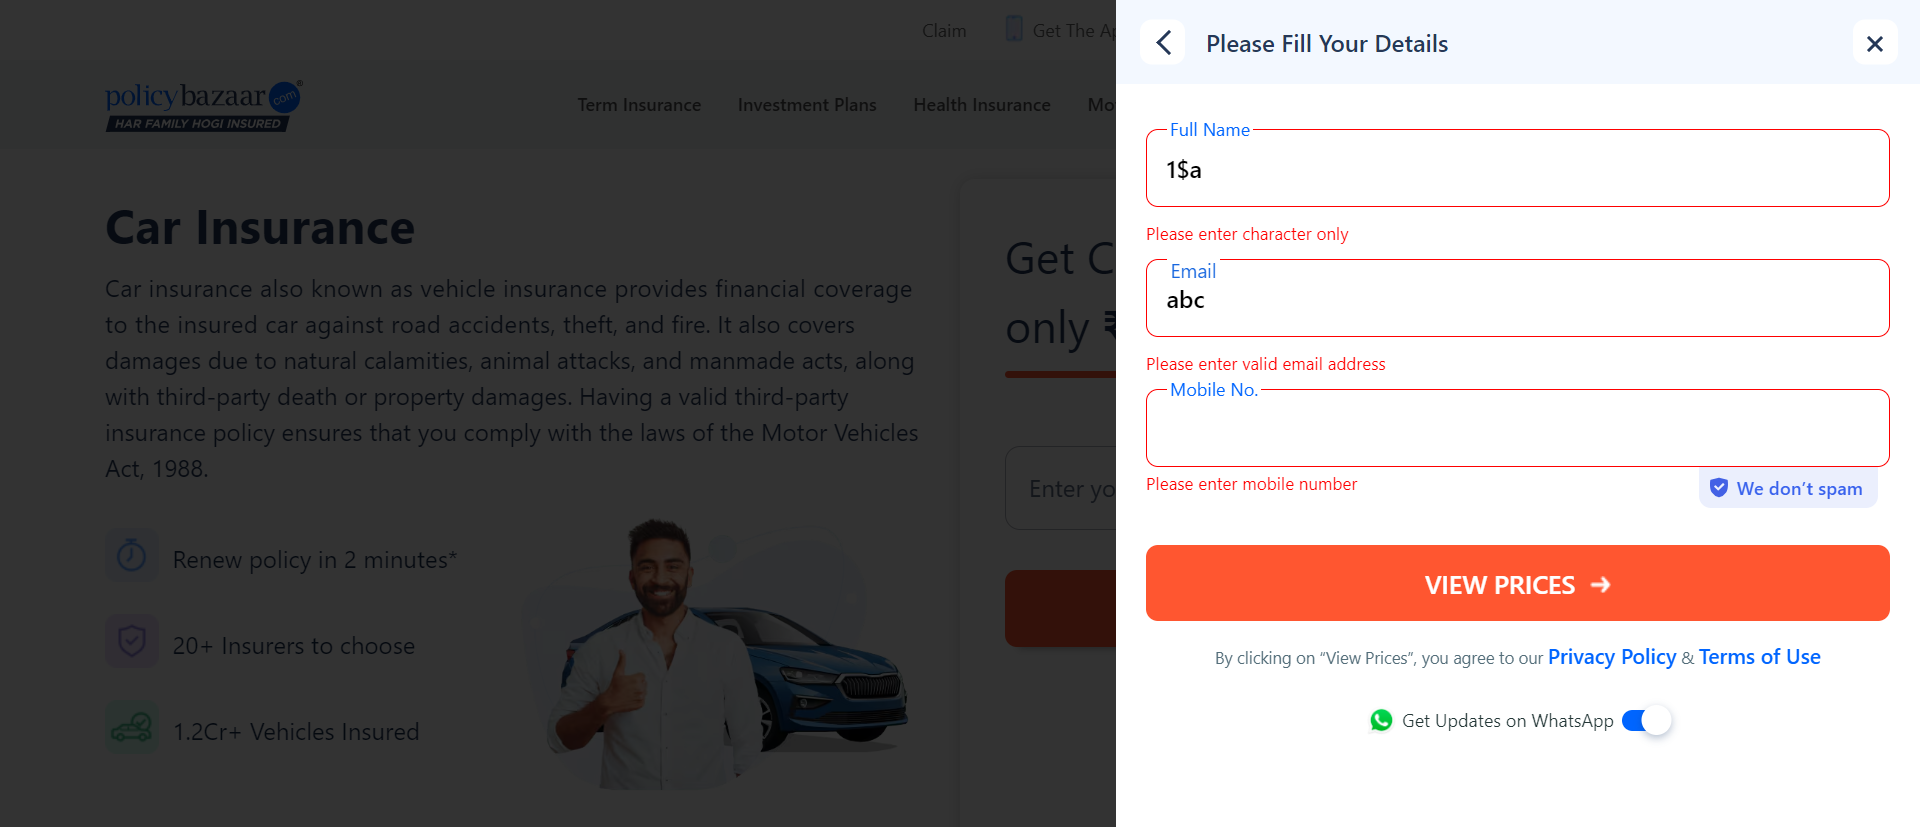 Claim
Get The
policybazaar.com®
HAR FAMILY HOGI INSURED
Term Insurance
Investment Plans
Health Insurance
Car Insurance
Car insurance also known as vehicle insurance provides financial coverage
to the insured car against road accidents, theft, and fire. It also covers
damages due to natural calamities, animal attacks, and manmade acts, along
with third-party death or property damages. Having a valid third-party
insurance policy ensures that you comply with the laws of the Motor Vehicles
Act, 1988.
Renew policy in 2 minutes*
20+ Insurers to choose
1.2Cr+ Vehicles Insured
Get
only ₹
Enter
Please Fill Your Details
Full Name
1$a
Please enter character only
Email
abc
Please enter valid email address
Mobile No.
Please enter mobile number
We don’t spam
VIEW PRICES
By clicking on “View Prices”, you agree to our Privacy Policy & Terms of Use
Get Updates on WhatsApp